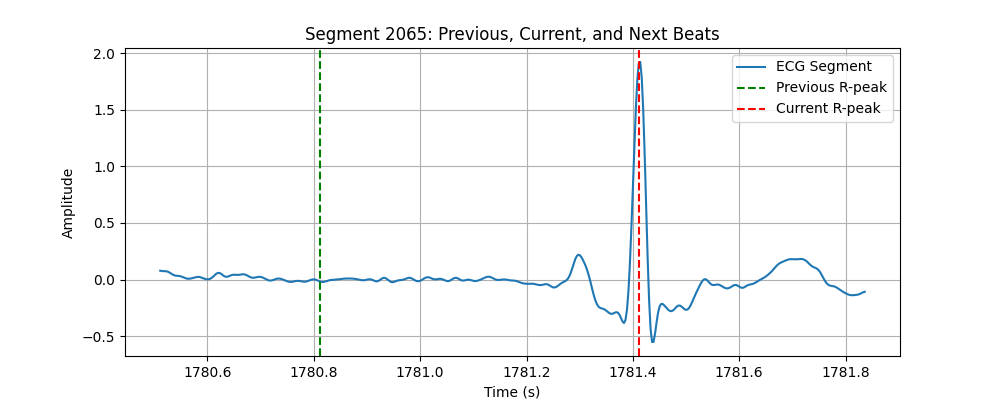 Segment 2065: Previous, Current, and Next Beats
ECG Segment
Previous R-peak
Current R-peak
Amplitude
2.0
1.5
1.0
0.5
0.0
−0.5
1780.6 1780.8 1781.0 1781.2 1781.4 1781.6 1781.8
Time (s)